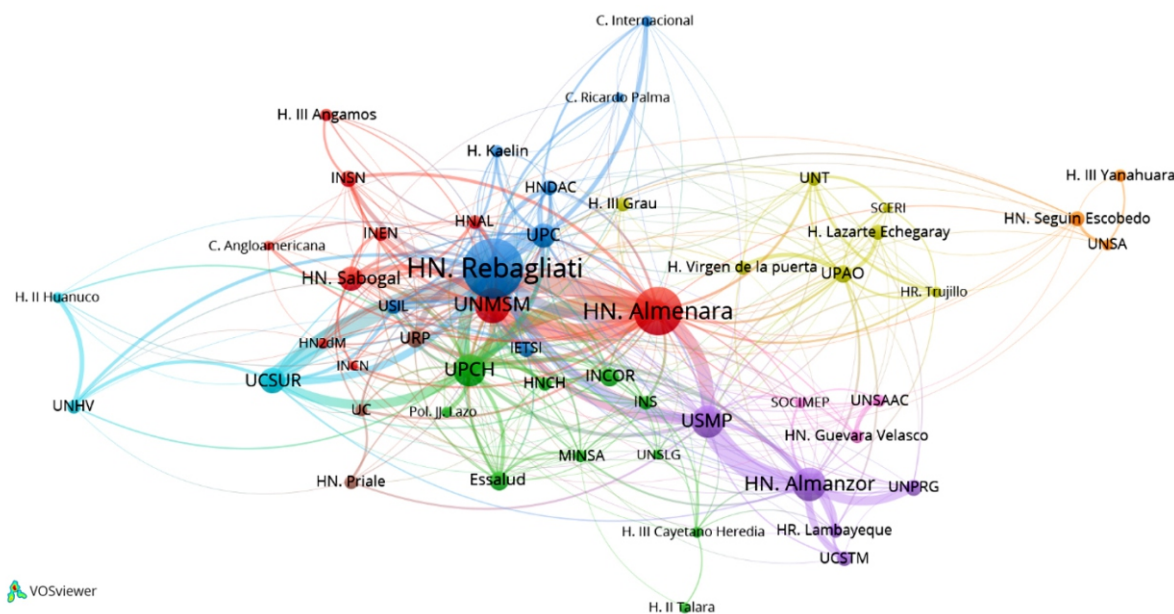 C. Internacional
C. Ricardo Palma
H. III Angamos
H. Kaelin
INSN
HNDAC
UNT
H. III Yanahuara
H. III Grau
SCERI
HNAL
HN. Seguin Escobedo
INEN
UPC
H. Lazarte Echegaray
UNSA
C. Angloamericana
HN. Rebagliati
H. Virgen de la puerta
UPAO
HN. Sabogal
HR. Trujillo
H. II Huanuco
USIL
UNMSM
HN. Almenara
HN2dM
URP
IETSI
INCN
UPCH
HNCH
INCOR
UCSUR
UNHV
UC
Pol. JJ. Lazo
INS
SOCIMEP
UNSAAC
USMP
HN. Guevara Velasco
MINSA
UNSLG
HN. Priale
Essalud
HN. Almanzor
UNPRG
H. III Cayetano Heredia
HR. Lambayeque
UCSTM
VOSviewer
H. II Talara